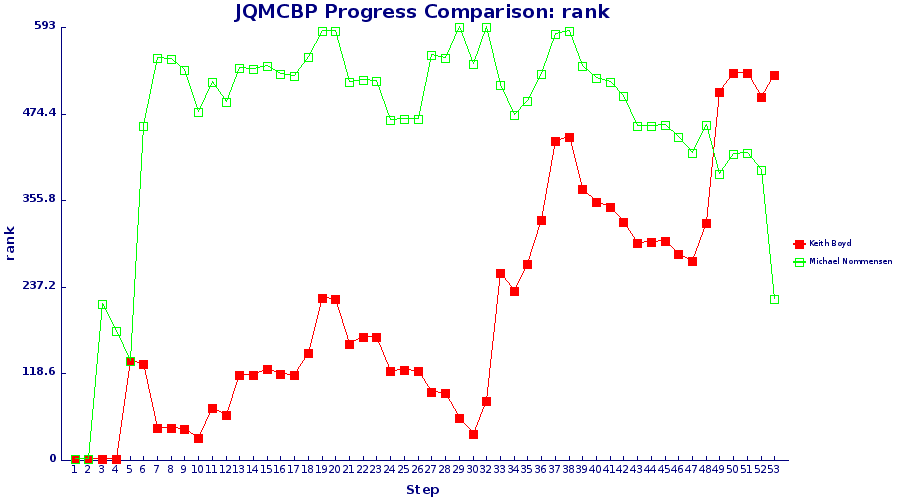 JQMCBP Progress Comparison: rank
593
474.4
355.8
237.2
118.6
0
rank
1 2 3 4 5 6 7 8 9 10 11 12 13 14 15 16 17 18 19 20 21 22 23 24 25 26 27 28 29 30 31 32 33 34 35 36 37 38 39 40 41 42 43 44 45 46 47 48 49 50 51 52 53
Step
Keith Boyd
Michael Nommensen